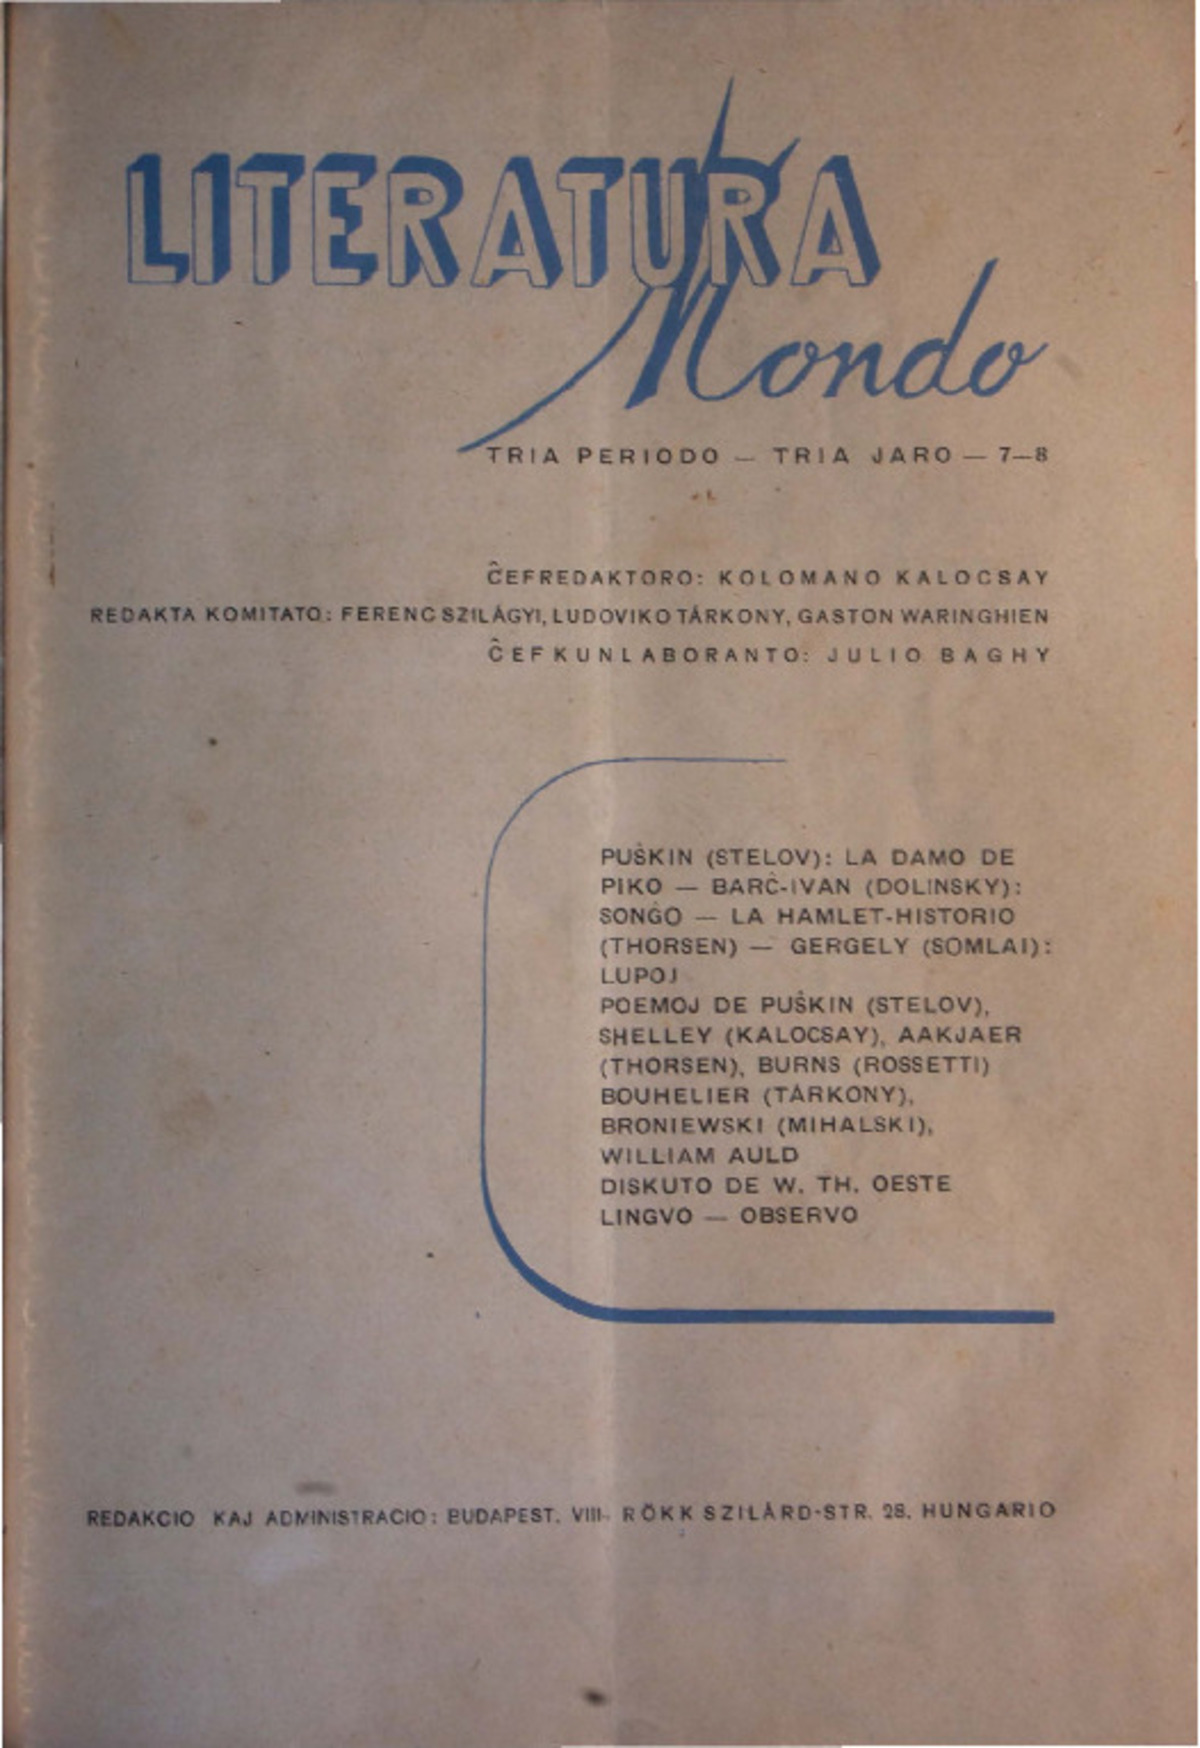 LITERATURA
Mondo
TRIA PERIODO — TRIA JARO — 7—8
ĈEFREDAKTORO: KOLOMANO KALOCSAY
REDAKTA KOMITATO: FERENC SZILÁGYI, LUDOVIKO TÁRKONY, GASTON WARINGHIEN
ĈEFKUNLABORANTO: JULIO BAGHY
PUŜKIN (STELOV): LA DAMO DE
PIKO — BARĈ-IVAN (DOLINSKY):
SONĜO — LA HAMLET-HISTORIO
(THORSEN) — GERGELY (SOMLAI):
LUPOJ
POEMOJ DE PUŜKIN (STELOV),
SHELLEY (KALOCSAY), AAKJAER
(THORSEN), BURNS (ROSSETTI)
BOUHELIER (TÁRKONY),
BRONIEWSKI (MIHALSKI),
WILLIAM AULD
DISKUTO DE W. TH. OESTE
LINGVO — OBSERVO
REDAKCIO KAJ ADMINISTRACIO: BUDAPEST. VIII. RÖKK SZILÁRD-STR. 28. HUNGARIO